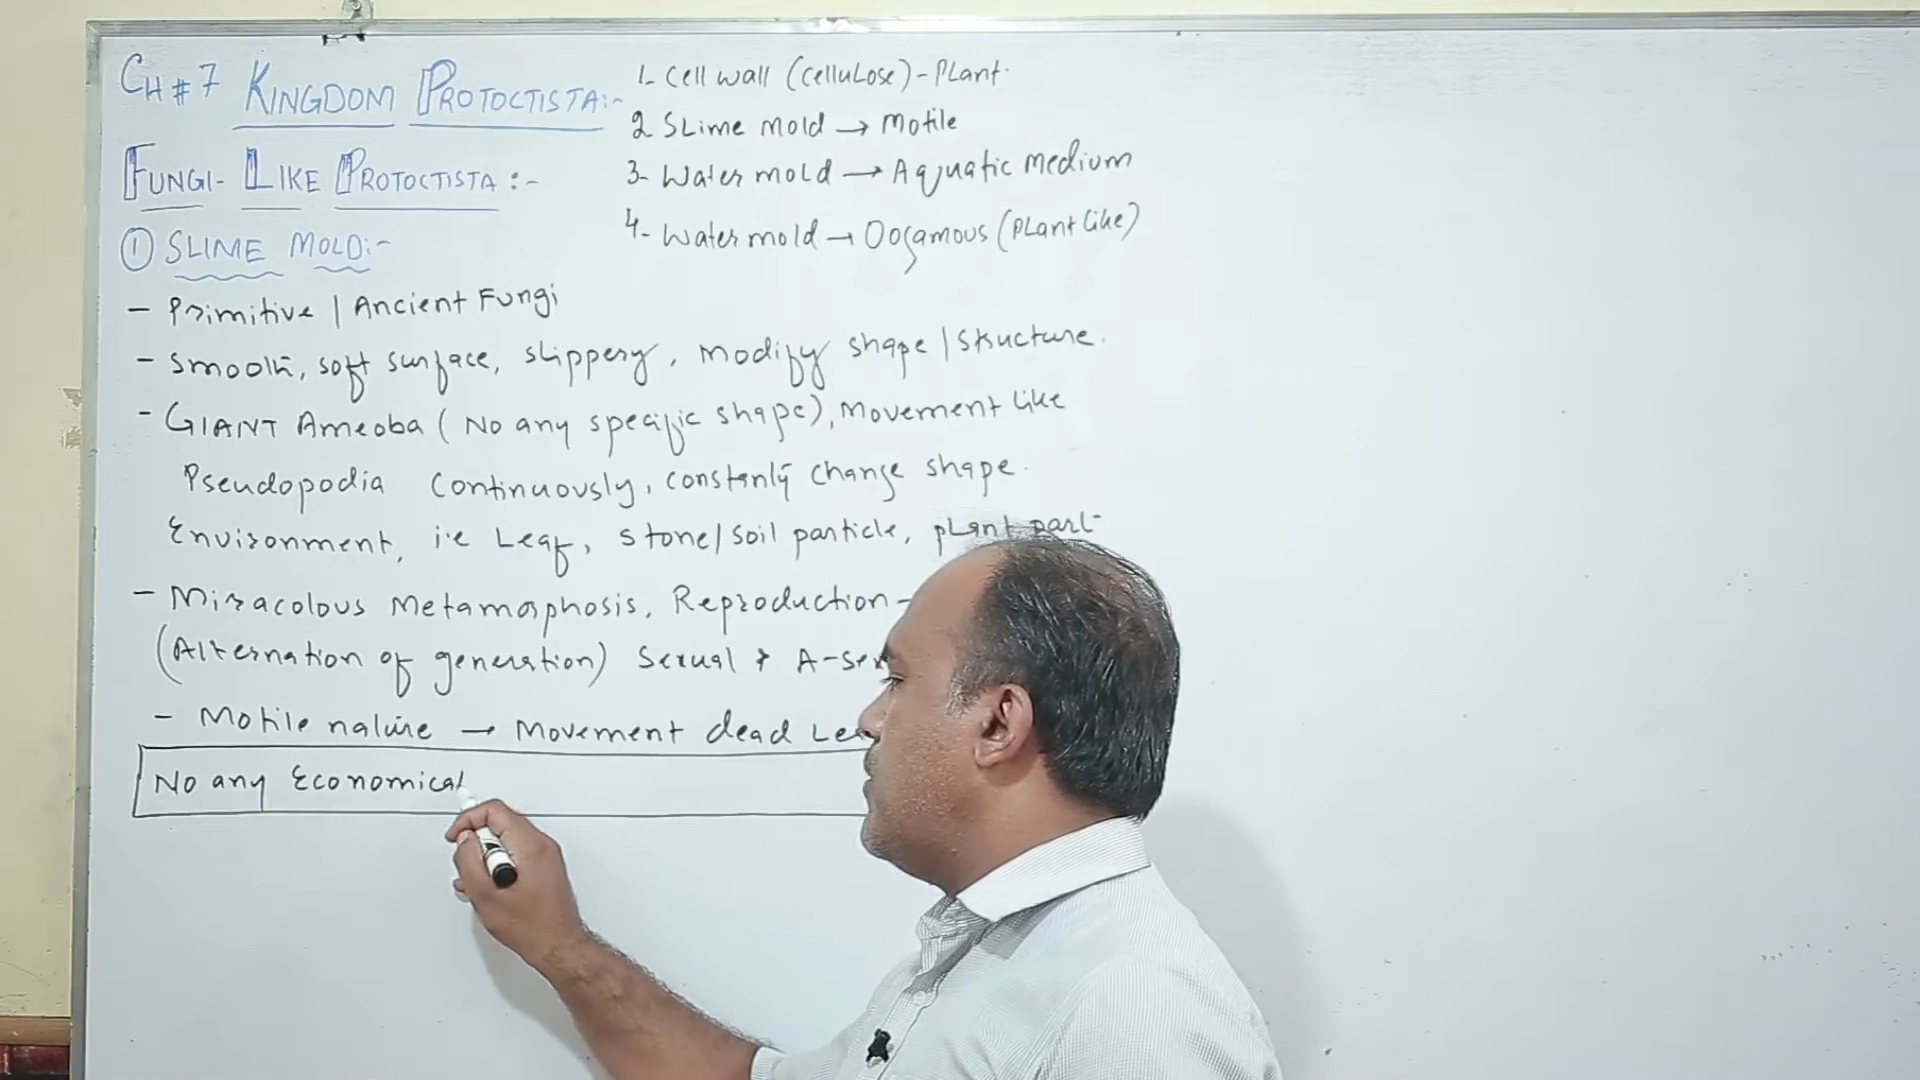 CH # 7 KINGDOM PROTOCTISTA:-
FUNGI-LIKE PROTOCTISTA:-
1- Cell wall (Cellulose) - Plant.
2 Slime mold → Motile
3- Water mold → Aquatic Medium
4- Water mold → Oogamous (Plant like)
① SLIME MOLD:-
- Primitive / Ancient Fungi
- Smooth, soft surface, slippery, Modify shape / structure.
- GIANT Ameoba (No any specific shape), Movement like
Pseudopodia Continuously, constantly change shape.
Environment, i.e Leaf, stone/soil particle, plant part
- Miracolous Metamorphosis, Reproduction-
(Alternation of generation) Sexual & A-sex
- Motile nature → Movement dead Lea
No any Economical